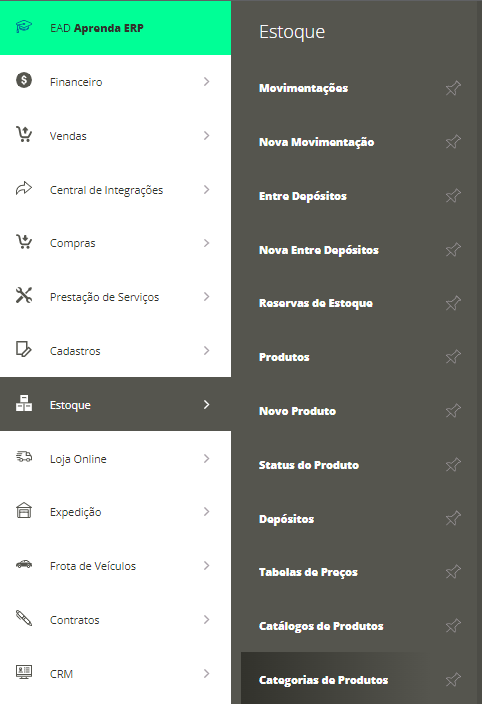 EAD Aprenda ERP
Financeiro
Vendas
Central de Integrações
Compras
Prestação de Serviços
Cadastros
Estoque
Loja Online
Expedição
Frota de Veículos
Contratos
CRM
Estoque
Movimentações
Nova Movimentação
Entre Depósitos
Nova Entre Depósitos
Reservas de Estoque
Produtos
Novo Produto
Status do Produto
Depósitos
Tabelas de Preços
Catálogos de Produtos
Categorias de Produtos